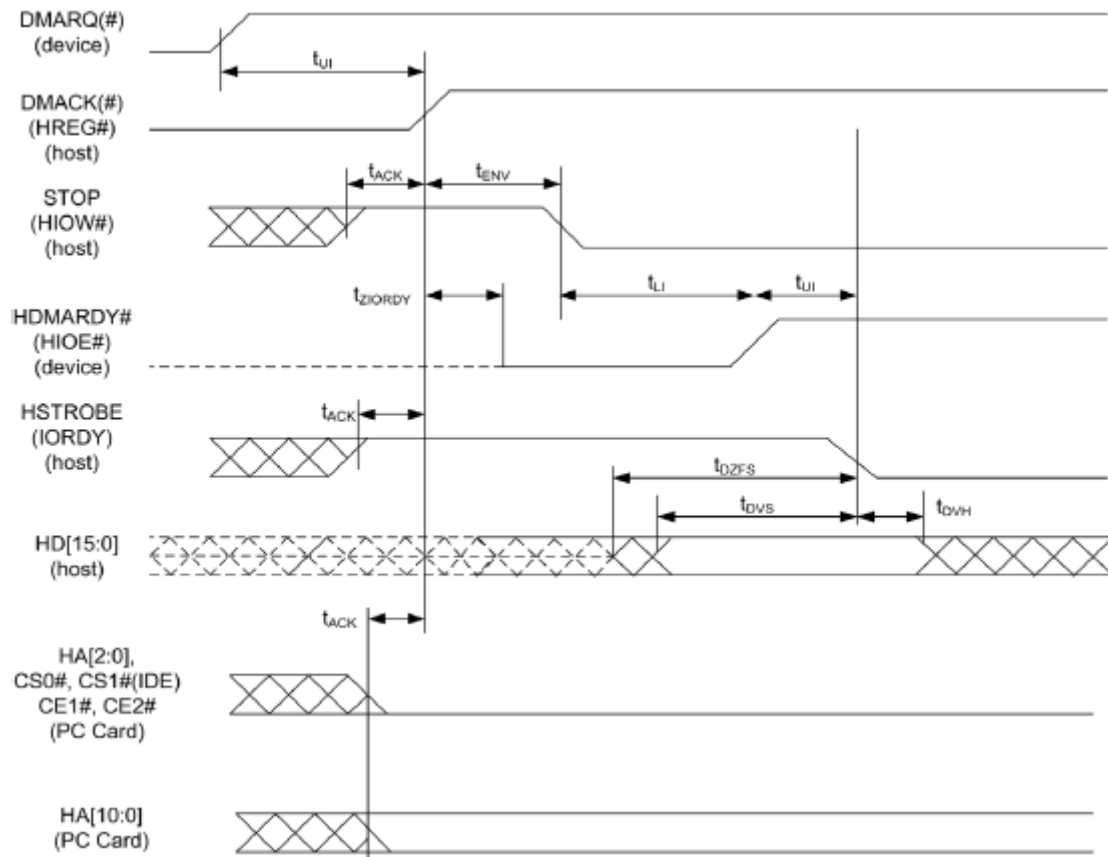 DMARQ(#)
(device)
tUI
DMACK(#)
(HREG#)
(host)
tACK
tENV
STOP
(HIOW#)
(host)
tZIORDY
tLI
tUI
HDMARDY#
(HIOE#)
(device)
HSTROBE
(IORDY)
(host)
tACK
tDZFS
tDVS
tDVH
HD[15:0]
(host)
tACK
HA[2:0],
CS0#, CS1#(IDE)
CE1#, CE2#
(PC Card)
HA[10:0]
(PC Card)